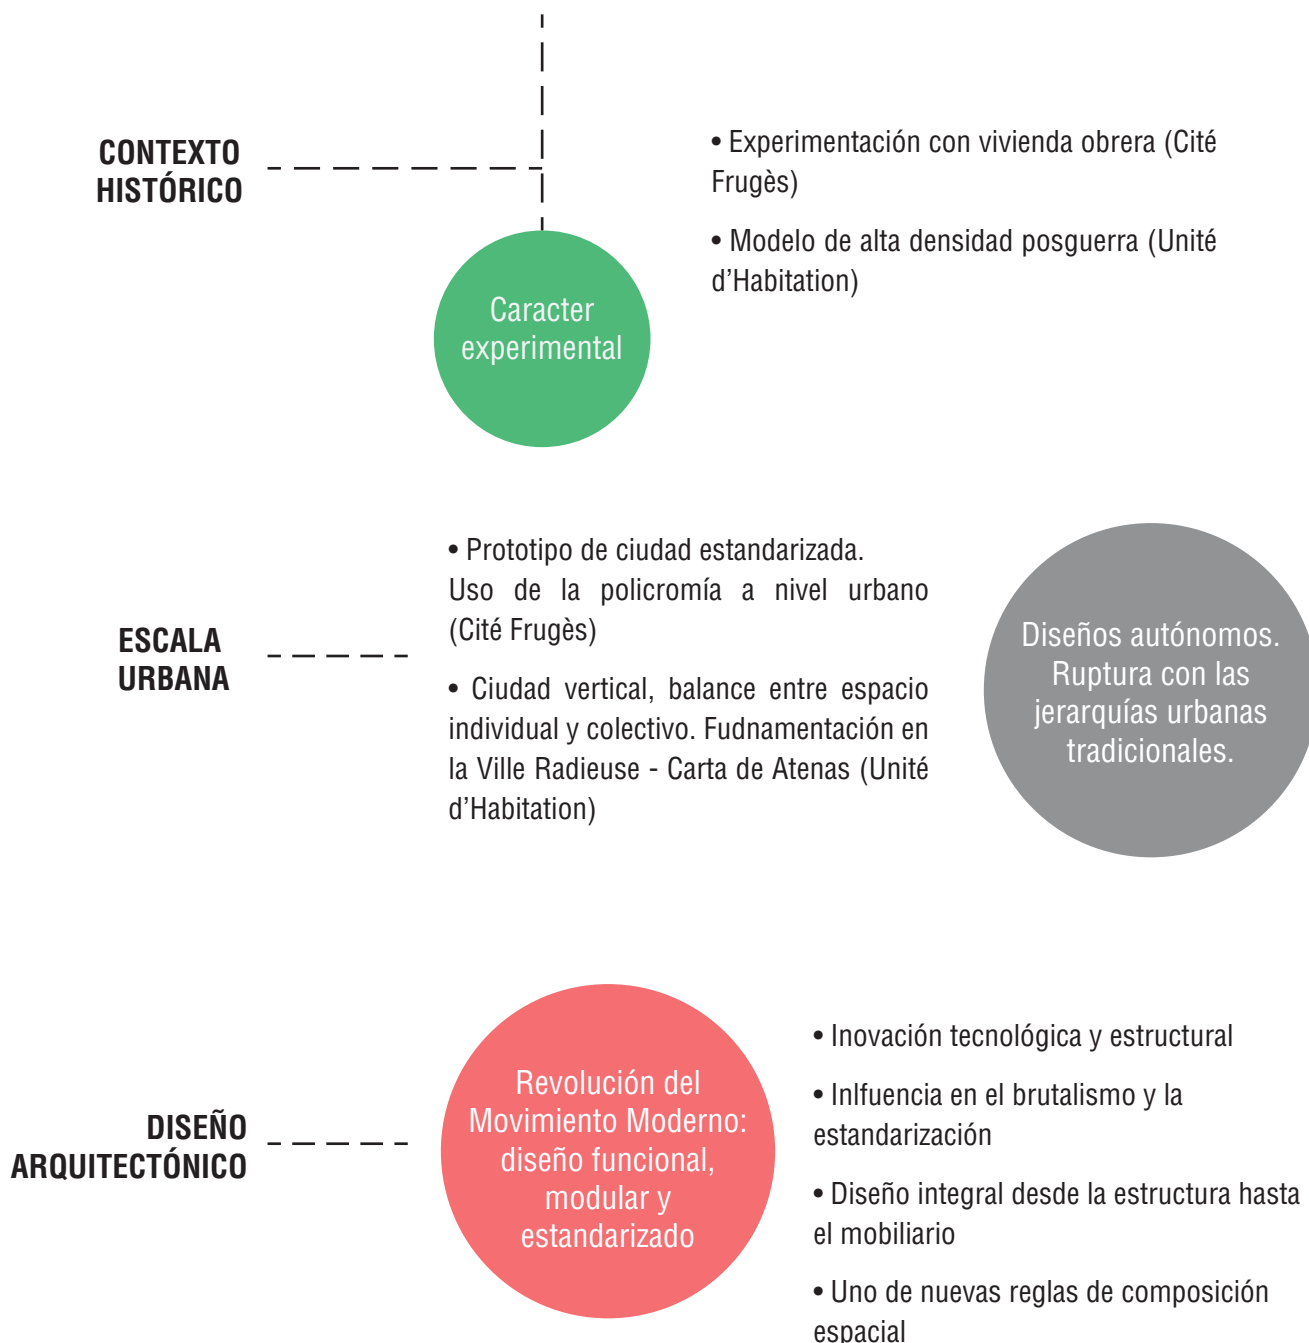 CONTEXTO
HISTÓRICO
• Experimentación con vivienda obrera (Cité
Frugès)
• Modelo de alta densidad posguerra (Unité
d’Habitation)
Caracter
experimental
ESCALA
URBANA
• Prototipo de ciudad estandarizada.
Uso de la policromía a nivel urbano
(Cité Frugès)
• Ciudad vertical, balance entre espacio
individual y colectivo. Fudnamentación en
la Ville Radieuse - Carta de Atenas (Unité
d’Habitation)
Diseños autónomos.
Ruptura con las
jerarquías urbanas
tradicionales.
DISEÑO
ARQUITECTÓNICO
Revolución del
Movimiento Moderno:
diseño funcional,
modular y
estandarizado
• Inovación tecnológica y estructural
• Inlfuencia en el brutalismo y la
estandarización
• Diseño integral desde la estructura hasta
el mobiliario
• Uno de nuevas reglas de composición
espacial